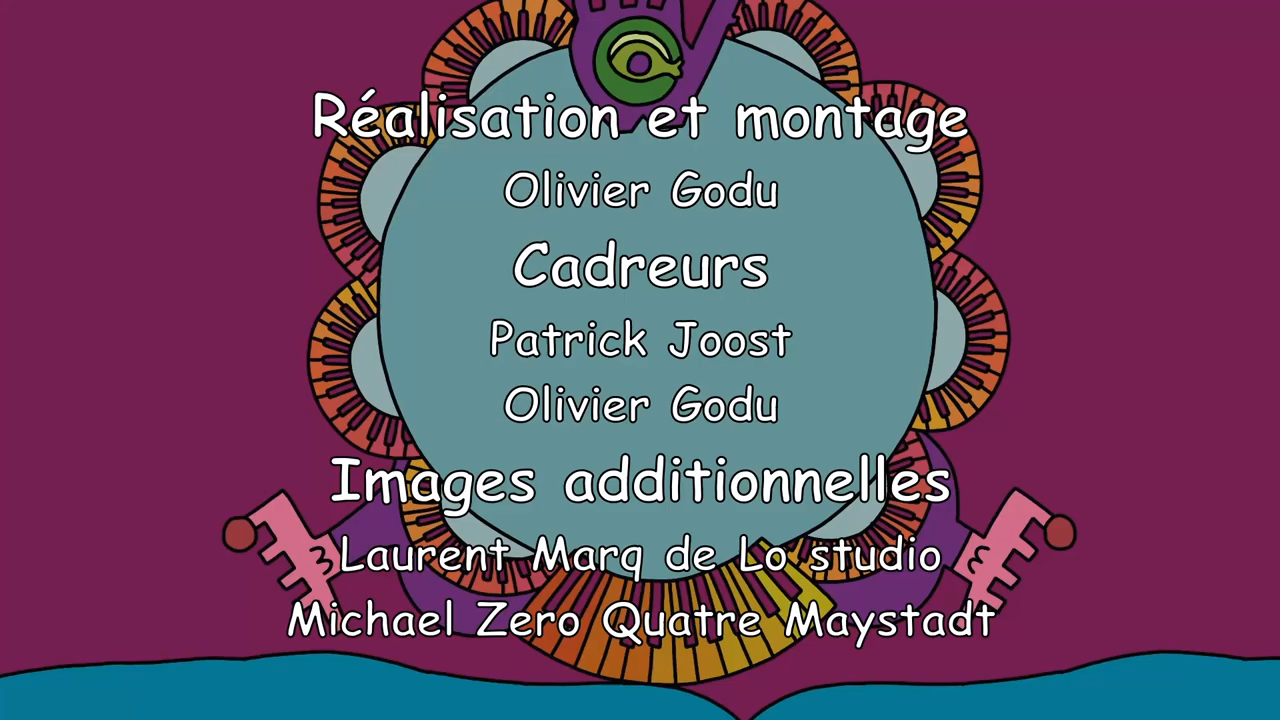 Réalisation et montage
Olivier Godu
Cadreurs
Patrick Joost
Olivier Godu
Images additionnelles
Laurent Marq de Lo studio
Michael Zero Quatre Maystadt